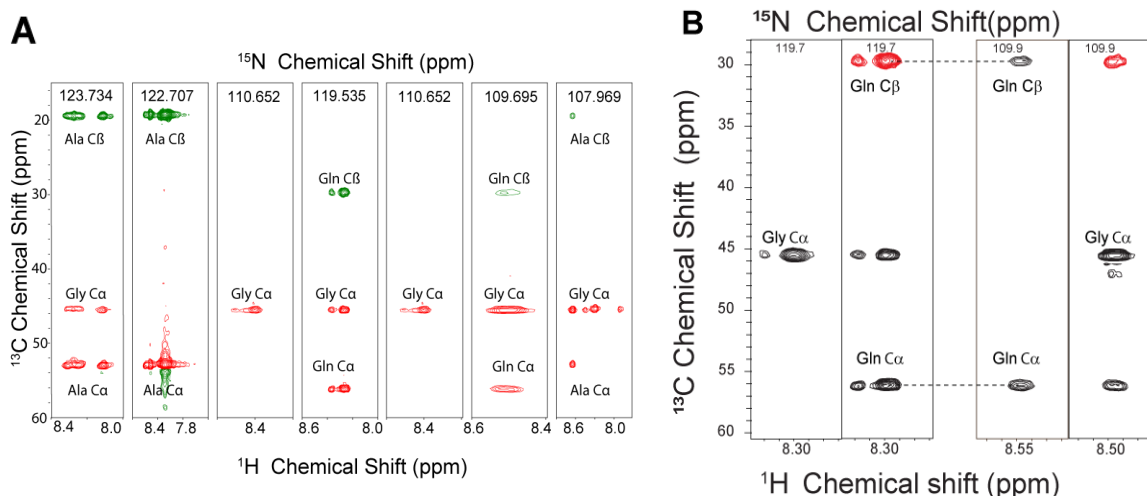 A
15N Chemical Shift (ppm)
123.734 122.707 110.652 119.535 110.652 109.695 107.969
20
Ala Cß Ala Cß Ala Cß
Gln Cß Gln Cß
30
40
Gly Cα Gly Cα Gly Cα Gly Cα Gly Cα Gly Cα
50
Gln Cα Gln Cα
Ala Cα Ala Cα Ala Cα
60
8.4 8.0 8.4 7.8 8.4 8.6 8.0 8.4 8.6 8.4 8.6
13C Chemical Shift (ppm)
1H Chemical Shift (ppm)
B
15N Chemical Shift(ppm)
119.7 119.7 109.9 109.9
30
Gln Cβ Gln Cβ
35
40
Gly Cα Gly Cα
45
50
Gln Cα Gln Cα
55
60
8.30 8.30 8.55 8.50
13C Chemical Shift (ppm)
1H Chemical shift (ppm)